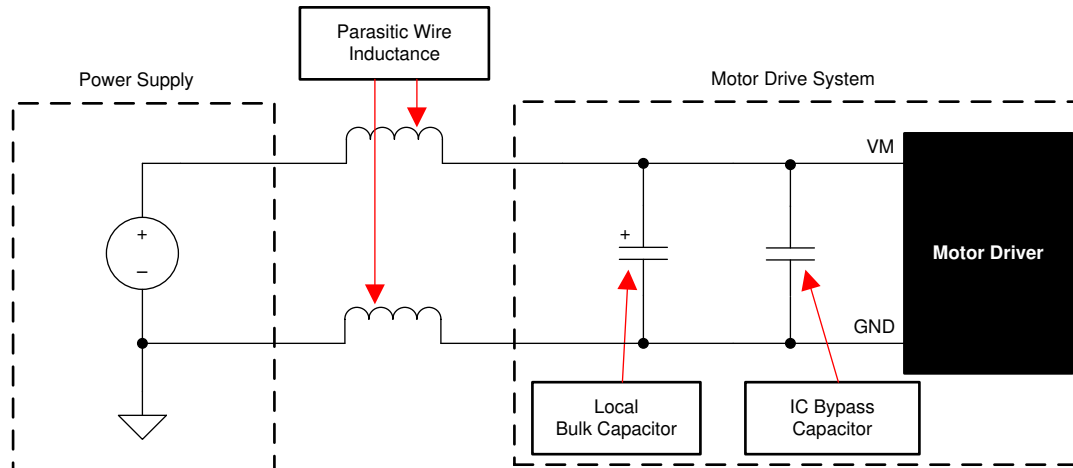 Parasitic Wire
Inductance
Power Supply
Motor Drive System
VM
+
–
+
Motor Driver
GND
Local
Bulk Capacitor
IC Bypass
Capacitor